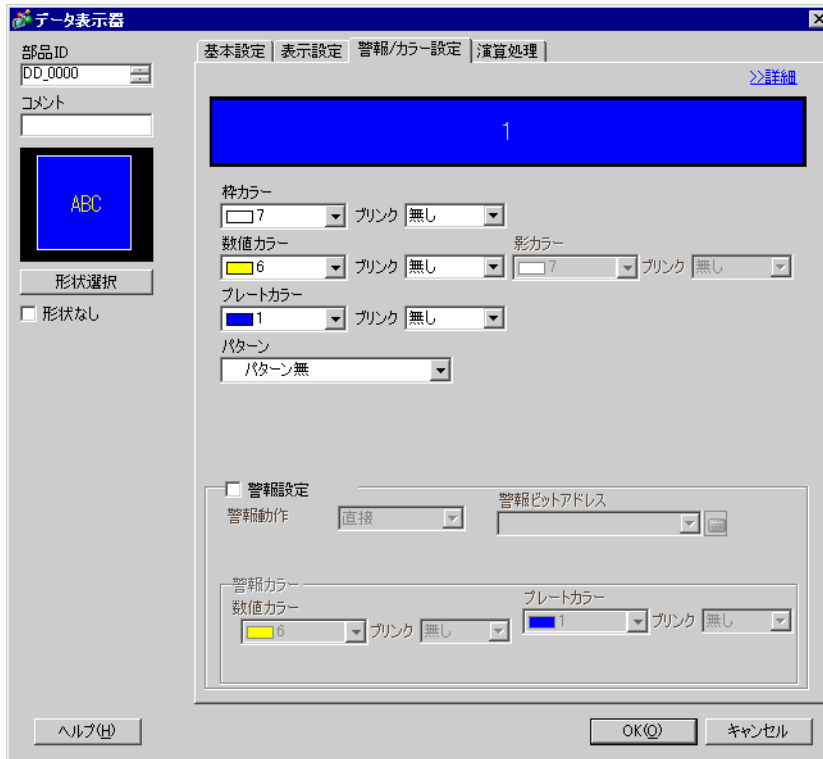 データ表示器
部品ID
DD_0000
コメント
ABC
形状選択
形状なし
基本設定 表示設定 警報/カラー設定 演算処理
>>詳細
1
枠カラー
7 ブリンク 無し
数値カラー 影カラー
6 ブリンク 無し 7 ブリンク 無し
プレートカラー
1 ブリンク 無し
パターン
パターン無
警報設定
警報動作 直接 警報ビットアドレス
警報カラー
数値カラー プレートカラー
6 ブリンク 無し 1 ブリンク 無し
ヘルプ(H) OK(O) キャンセル